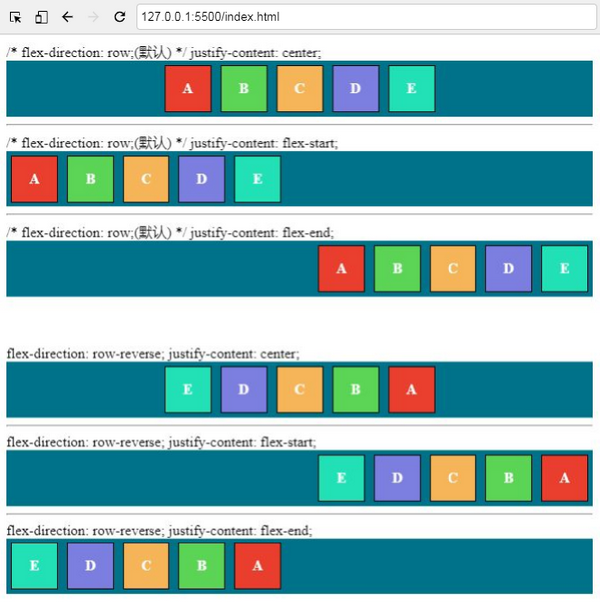 127.0.0.1:5500/index.html
/* flex-direction: row;(默认) */ justify-content: center;
A B C D E
/* flex-direction: row;(默认) */ justify-content: flex-start;
A B C D E
/* flex-direction: row;(默认) */ justify-content: flex-end;
A B C D E
flex-direction: row-reverse; justify-content: center;
E D C B A
flex-direction: row-reverse; justify-content: flex-start;
E D C B A
flex-direction: row-reverse; justify-content: flex-end;
E D C B A